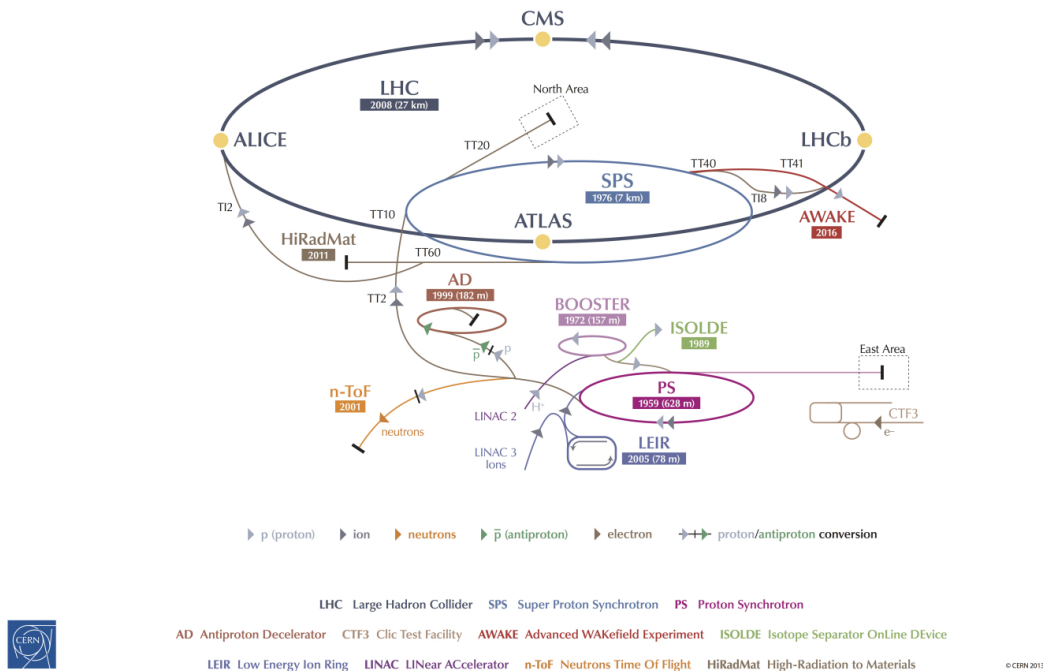 CMS
LHC
2008 (27 km)
North Area
ALICE
LHCb
TT20
TT40
TT41
SPS
1976 (7 km)
TI8
TI2
TT10
ATLAS
AWAKE
2016
HiRadMat
2011
TT60
AD
1999 (182 m)
TT2
BOOSTER
1972 (157 m)
ISOLDE
1989
p
p̅
East Area
n-ToF
2001
PS
1959 (628 m)
LINAC 2
H+
CTF3
e–
neutrons
LEIR
2005 (78 m)
LINAC 3
Ions
p (proton)
ion
neutrons
p̅ (antiproton)
electron
proton/antiproton conversion
LHC Large Hadron Collider SPS Super Proton Synchrotron PS Proton Synchrotron
AD Antiproton Decelerator CTF3 Clic Test Facility AWAKE Advanced WAKefield Experiment ISOLDE Isotope Separator OnLine DEvice
LEIR Low Energy Ion Ring LINAC LINear ACcelerator n-ToF Neutrons Time Of Flight HiRadMat High-Radiation to Materials
CERN
© CERN 2013